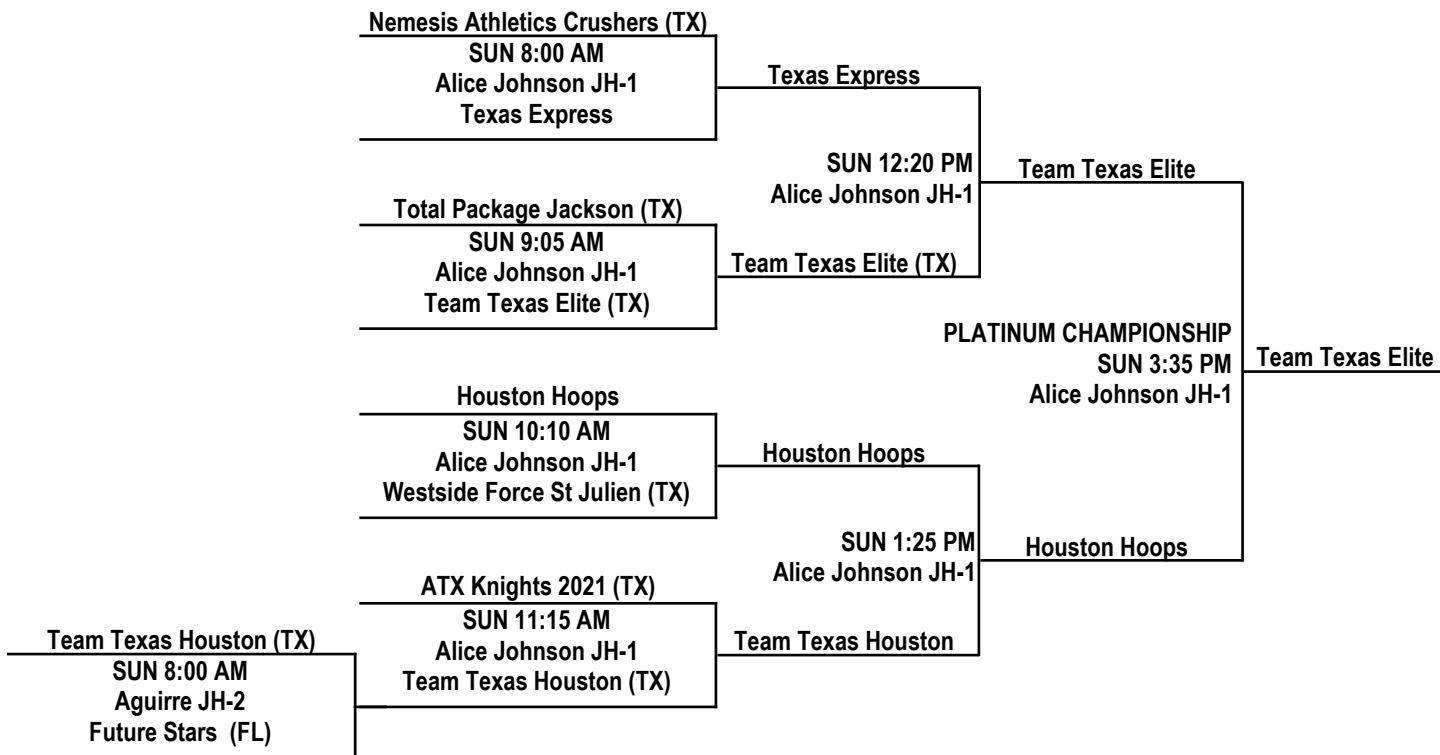 Nemesis Athletics Crushers (TX)
SUN 8:00 AM
Alice Johnson JH-1
Texas Express
Texas Express
SUN 12:20 PM
Alice Johnson JH-1
Team Texas Elite
Total Package Jackson (TX)
SUN 9:05 AM
Alice Johnson JH-1
Team Texas Elite (TX)
Team Texas Elite (TX)
PLATINUM CHAMPIONSHIP
SUN 3:35 PM
Alice Johnson JH-1
Team Texas Elite
Houston Hoops
SUN 10:10 AM
Alice Johnson JH-1
Westside Force St Julien (TX)
Houston Hoops
SUN 1:25 PM
Alice Johnson JH-1
Houston Hoops
ATX Knights 2021 (TX)
SUN 11:15 AM
Alice Johnson JH-1
Team Texas Houston (TX)
Team Texas Houston
Team Texas Houston (TX)
SUN 8:00 AM
Aguirre JH-2
Future Stars (FL)